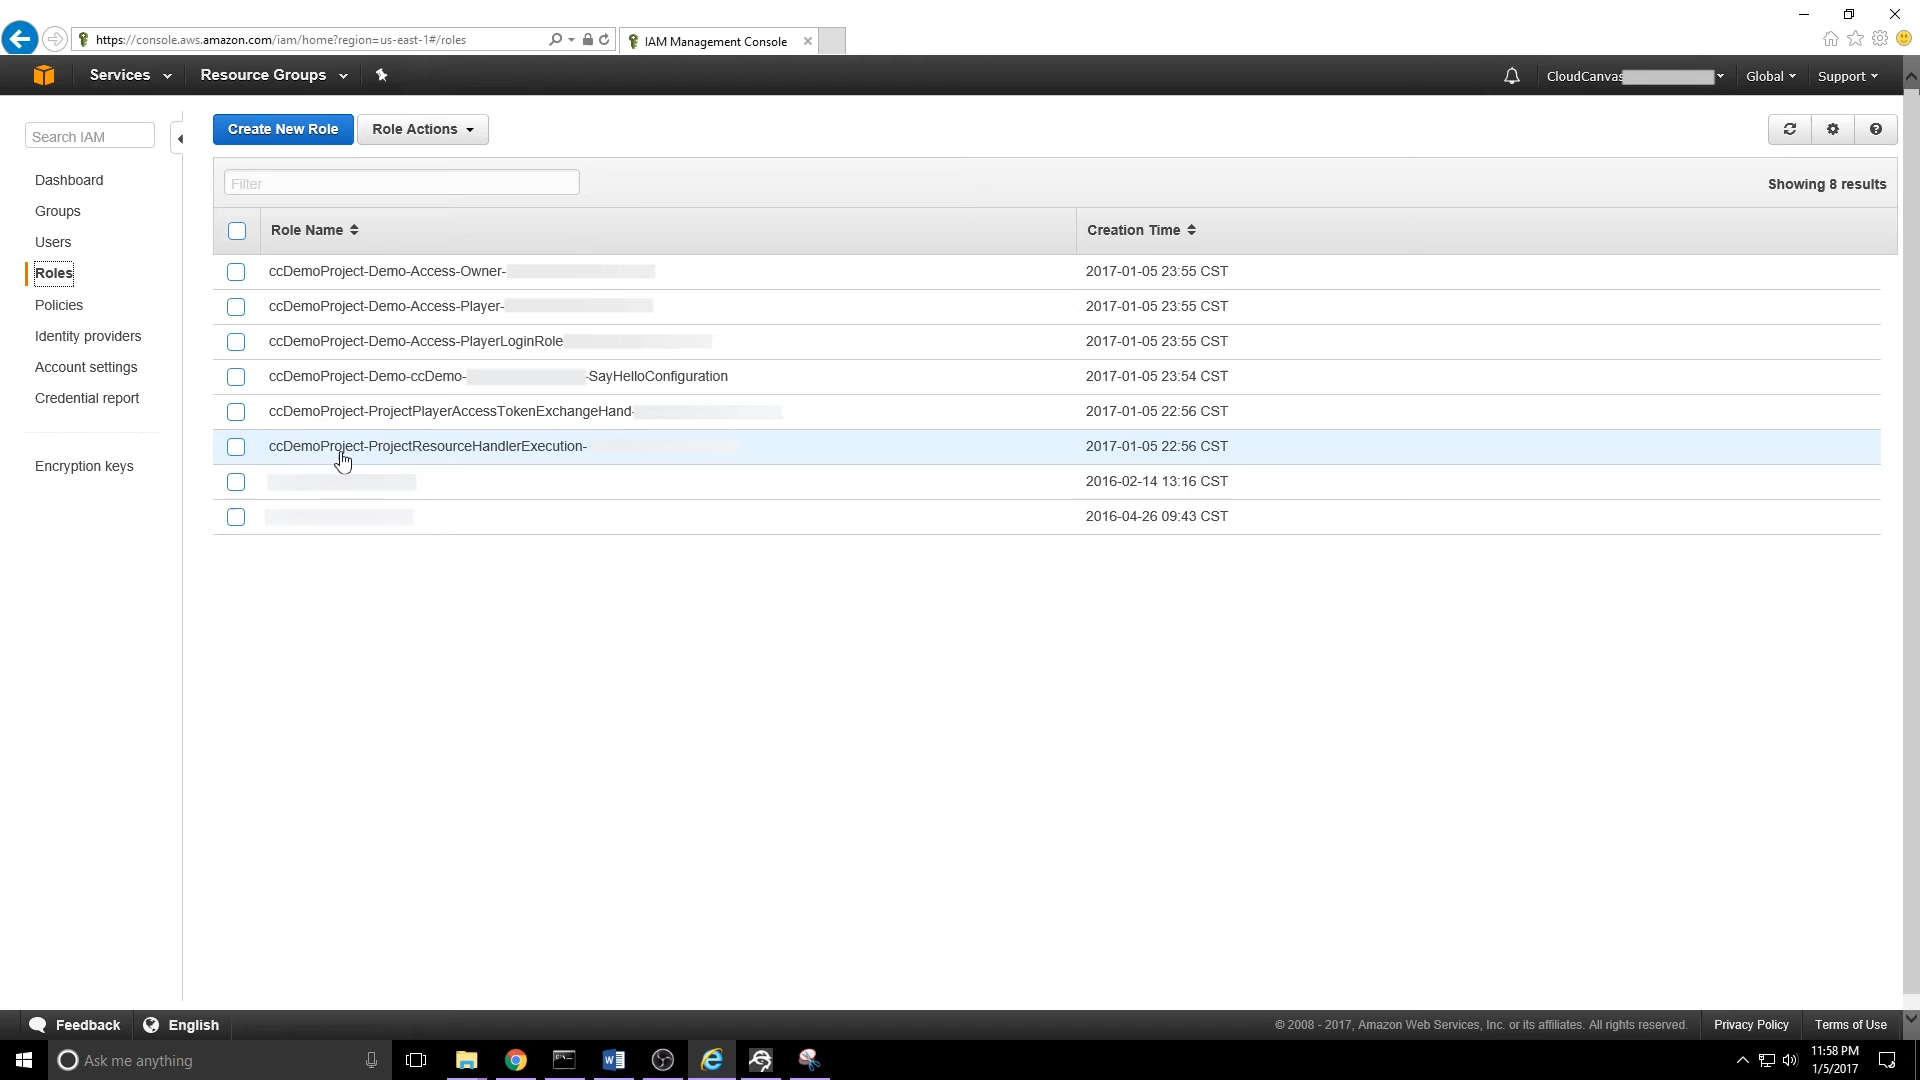 https://console.aws.amazon.com/iam/home?region=us-east-1#/roles
IAM Management Console
Services
Resource Groups
CloudCanvas
Global
Support
Search IAM
Create New Role
Role Actions
Dashboard
Groups
Users
Roles
Policies
Identity providers
Account settings
Credential report
Encryption keys
Filter
Showing 8 results
Role Name
Creation Time
ccDemoProject-Demo-Access-Owner-
2017-01-05 23:55 CST
ccDemoProject-Demo-Access-Player-
2017-01-05 23:55 CST
ccDemoProject-Demo-Access-PlayerLoginRole
2017-01-05 23:55 CST
ccDemoProject-Demo-ccDemo- -SayHelloConfiguration
2017-01-05 23:54 CST
ccDemoProject-ProjectPlayerAccessTokenExchangeHand-
2017-01-05 22:56 CST
ccDemoProject-ProjectResourceHandlerExecution-
2017-01-05 22:56 CST
2016-02-14 13:16 CST
2016-04-26 09:43 CST
Feedback
English
© 2008 - 2017, Amazon Web Services, Inc. or its affiliates. All rights reserved.
Privacy Policy
Terms of Use
Ask me anything
11:58 PM
1/5/2017